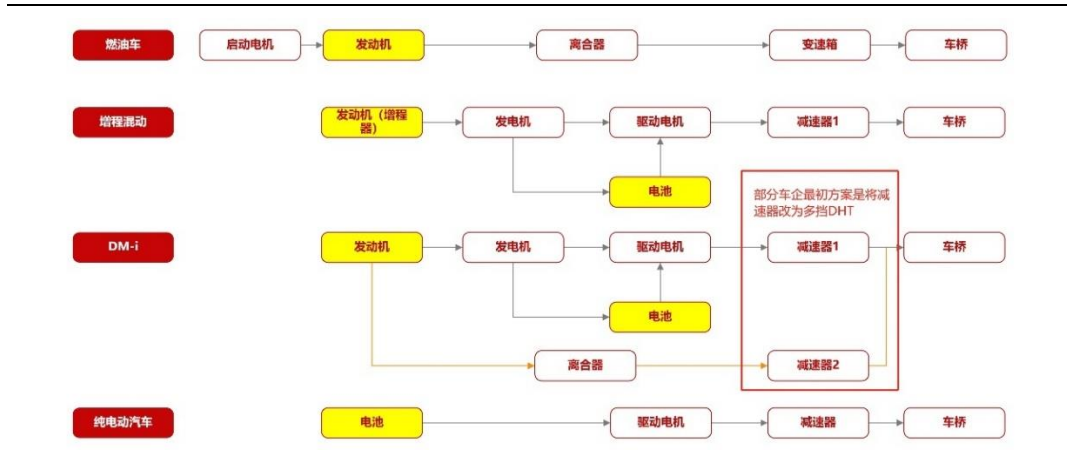 燃油车
启动电机
发动机
离合器
变速箱
车桥
增程混动
发动机（增程
器）
发电机
驱动电机
减速器1
车桥
电池
部分车企最初方案是将减
速器改为多挡DHT
DM-i
发动机
发电机
驱动电机
减速器1
车桥
电池
离合器
减速器2
纯电动汽车
电池
驱动电机
减速器
车桥